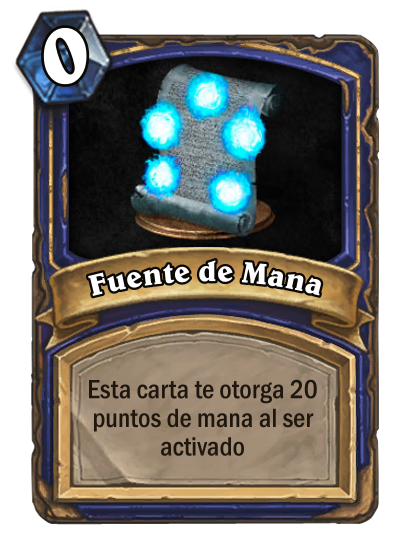 0
Fuente de Mana
Esta carta te otorga 20
puntos de mana al ser
activado